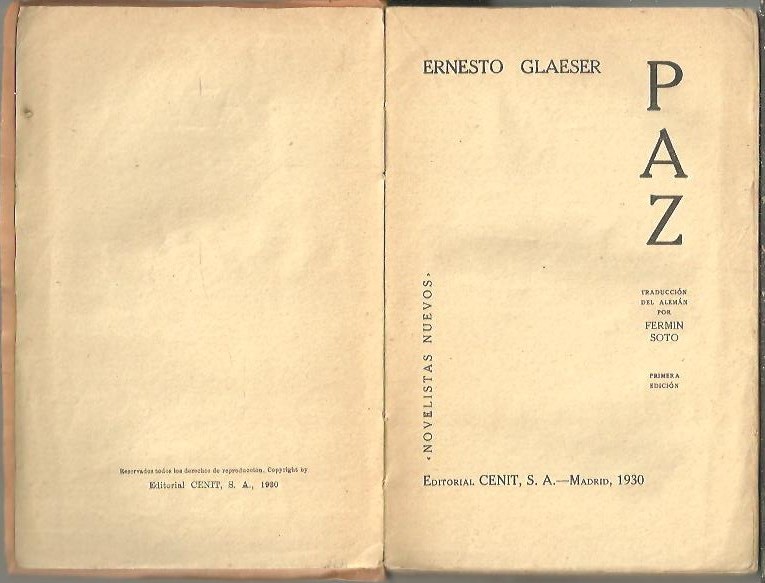 Reservados todos los derechos de reproducción. Copyright by
Editorial CENIT, S. A., 1930
ERNESTO GLAESER
PAZ
TRADUCCIÓN
DEL ALEMÁN
POR
FERMIN
SOTO
PRIMERA
EDICIÓN
«NOVELISTAS NUEVOS»
EDITORIAL CENIT, S. A.—MADRID, 1930